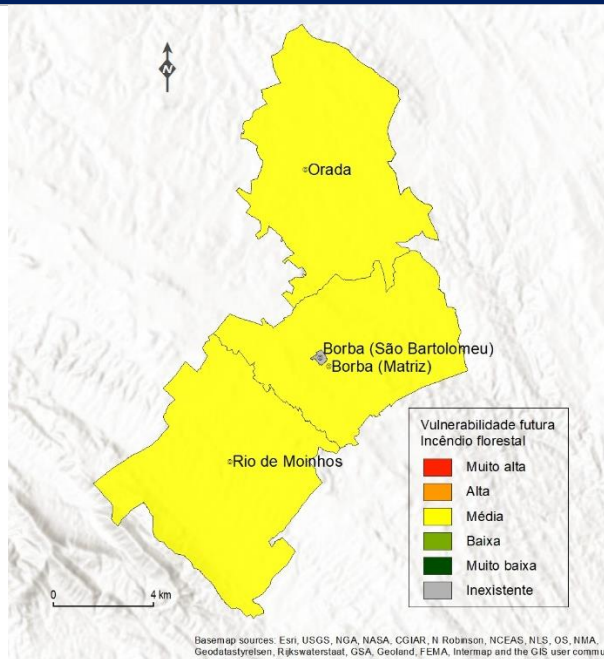 N
Orada
Borba (São Bartolomeu)
Borba (Matriz)
Rio de Moinhos
Vulnerabilidade futura
Incêndio florestal
Muito alta
Alta
Média
Baixa
Muito baixa
Inexistente
0 4 km
Basemap sources: Esri, USGS, NGA, NASA, CGIAR, N Robinson, NCEAS, NLS, OS, NMA,
Geodatastyrelsen, Rijkswaterstaat, GSA, Geoland, FEMA, Intermap and the GIS user commu